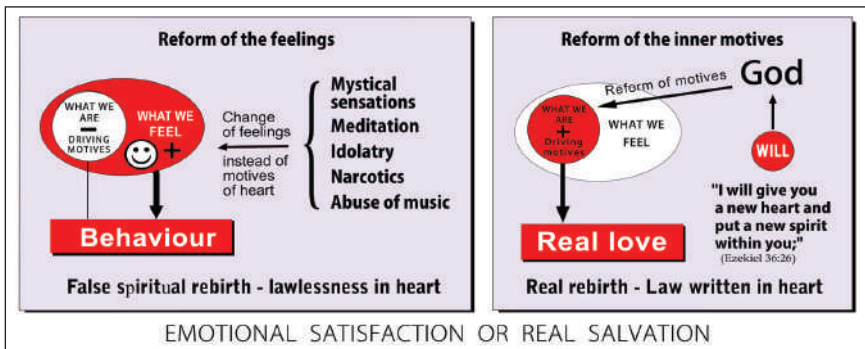 Reform of the feelings
WHAT WE
ARE
DRIVING
MOTIVES
WHAT WE
FEEL
+
Change
of feelings
instead of
motives
of heart
Mystical
sensations
Meditation
Idolatry
Narcotics
Abuse of music
Behaviour
False spiritual rebirth - lawlessness in heart
Reform of the inner motives
Reform of motives
God
WHAT WE
ARE
+
Driving
motives
WHAT WE
FEEL
WILL
"I will give you
a new heart and
put a new spirit
within you;"
(Ezekiel 36:26)
Real love
Real rebirth - Law written in heart
EMOTIONAL SATISFACTION OR REAL SALVATION